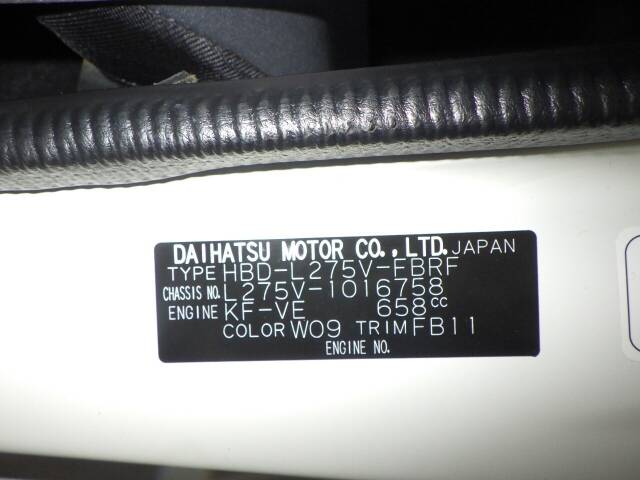 DAIHATSU MOTOR CO.,LTD. JAPAN
TYPE HBD-L275V-FBRF
CHASSIS NO. L275V-1016758
ENGINE KF-VE 658cc
COLOR W09 TRIM FB11
ENGINE NO.